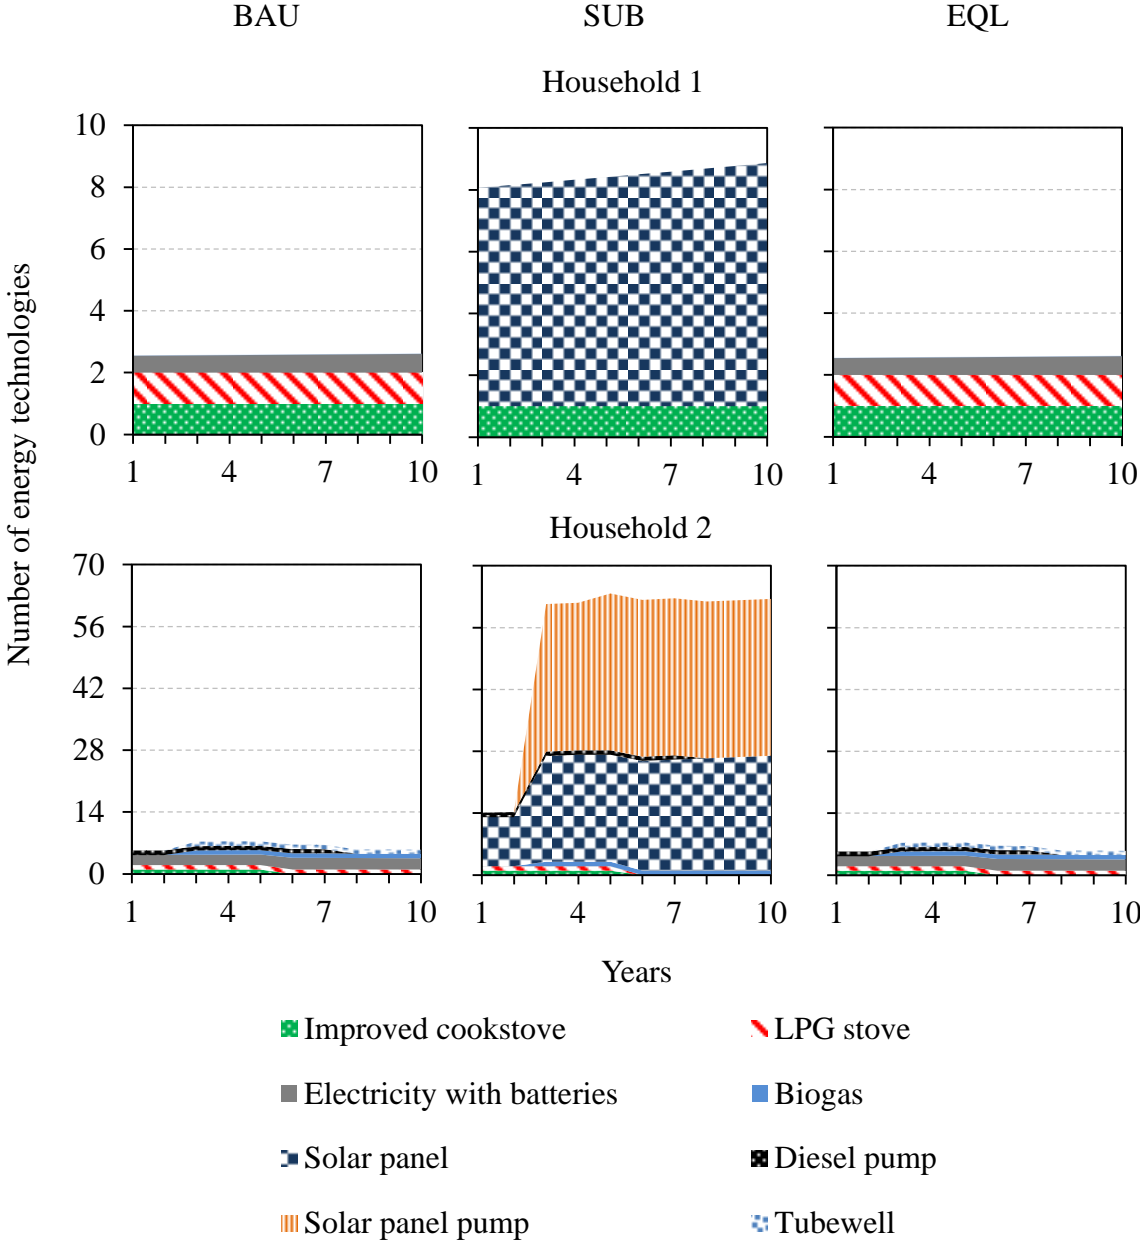 BAU SUB EQL
Household 1
10
8
6
4
2
0
1 4 7 10 1 4 7 10 1 4 7 10
Number of energy technologies
Household 2
70
56
42
28
14
0
1 4 7 10 1 4 7 10 1 4 7 10
Years
Improved cookstove LPG stove
Electricity with batteries Biogas
Solar panel Diesel pump
Solar panel pump Tubewell